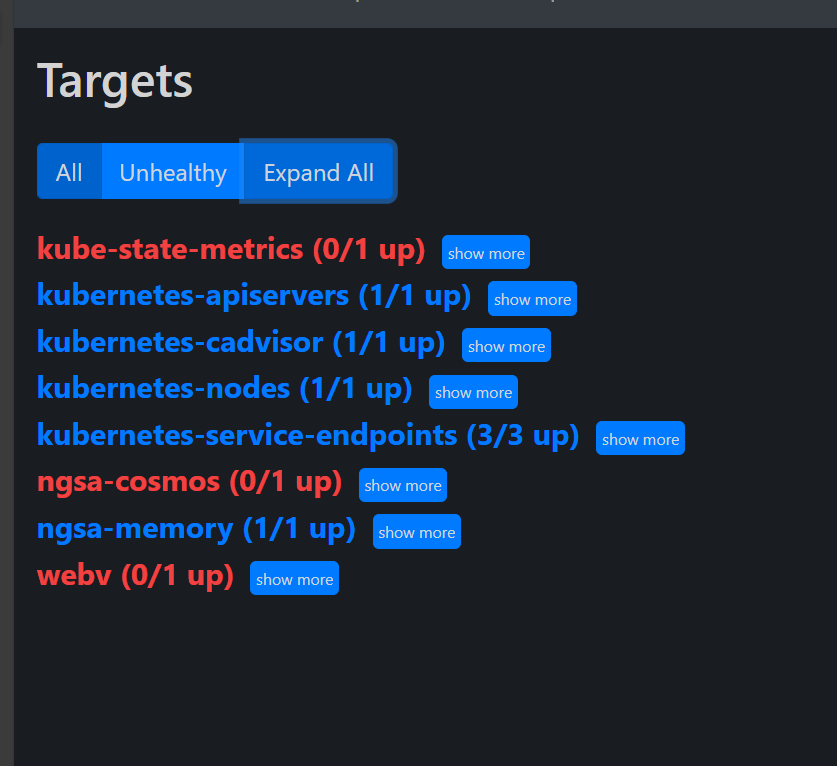 Targets
All Unhealthy Expand All
kube-state-metrics (0/1 up) show more
kubernetes-apiservers (1/1 up) show more
kubernetes-cadvisor (1/1 up) show more
kubernetes-nodes (1/1 up) show more
kubernetes-service-endpoints (3/3 up) show more
ngsa-cosmos (0/1 up) show more
ngsa-memory (1/1 up) show more
webv (0/1 up) show more